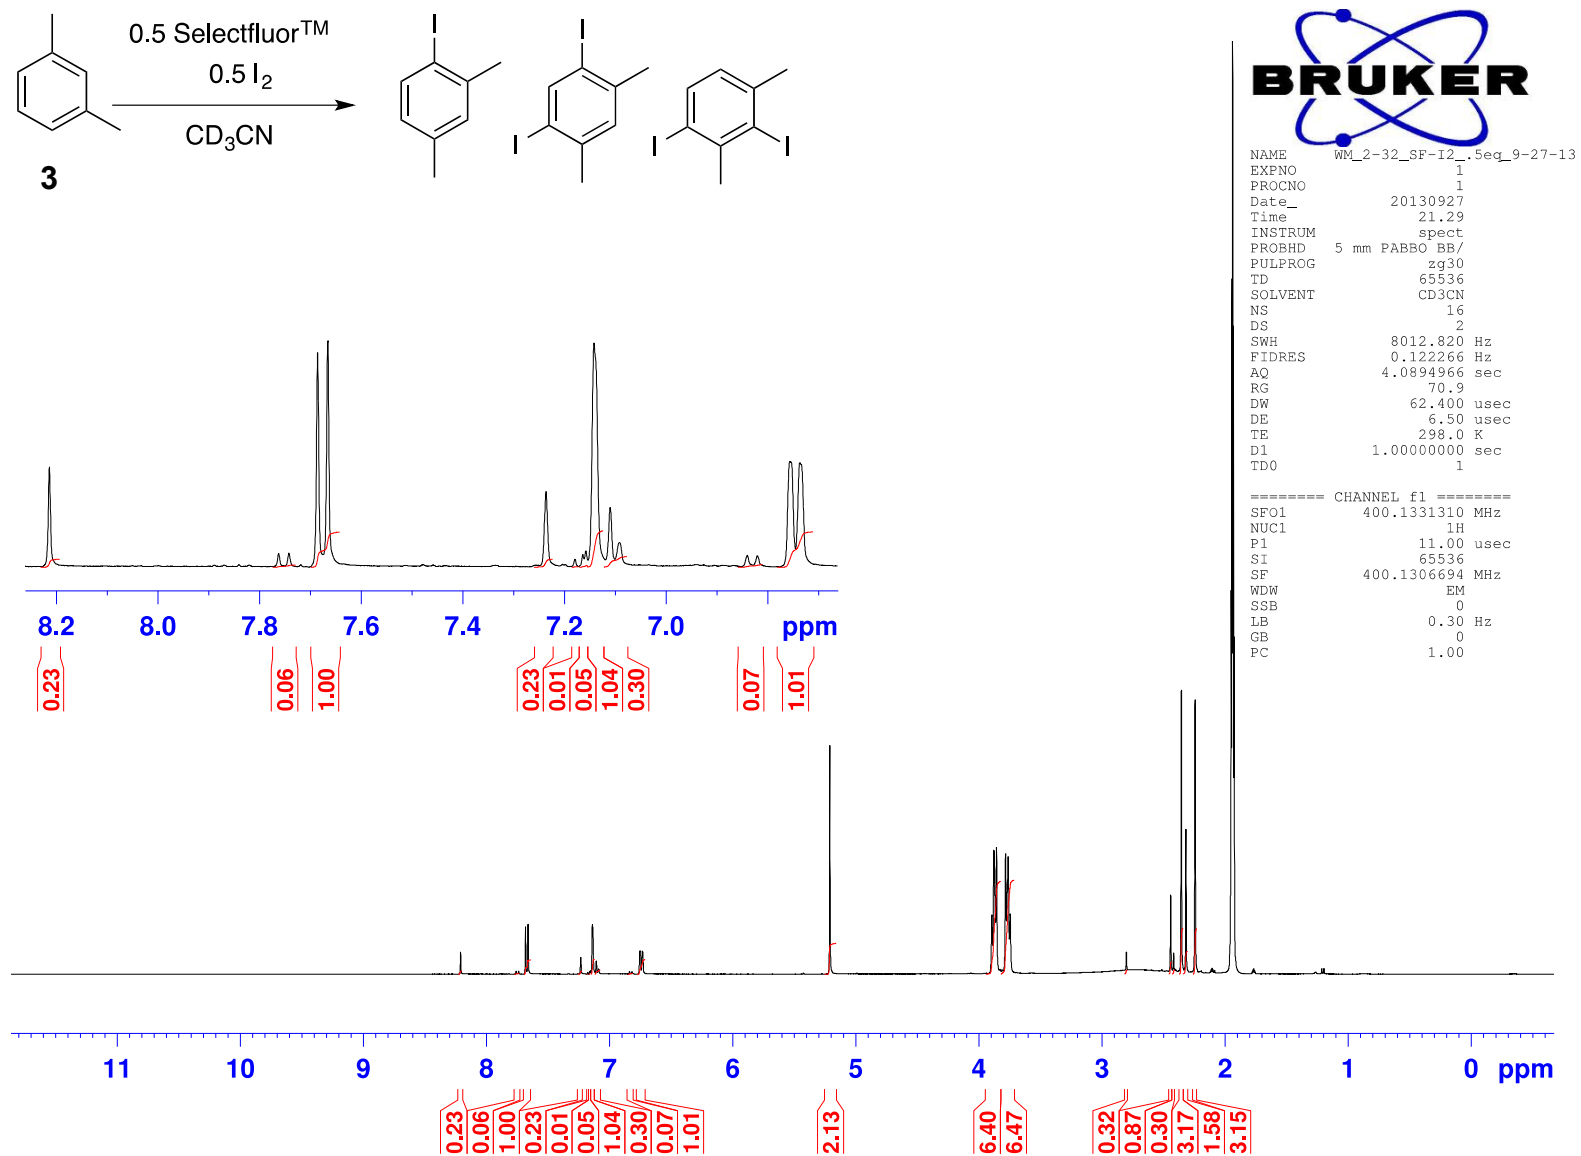 0.5 Selectfluor™
0.5 I2
CD3CN
3
I
I
I
I
I
BRUKER
NAME WM_2-32_SF-I2_.5eq_9-27-13
EXPNO 1
PROCNO 1
Date_ 20130927
Time 21.29
INSTRUM spect
PROBHD 5 mm PABBO BB/
PULPROG zg30
TD 65536
SOLVENT CD3CN
NS 16
DS 2
SWH 8012.820 Hz
FIDRES 0.122266 Hz
AQ 4.0894966 sec
RG 70.9
DW 62.400 usec
DE 6.50 usec
TE 298.0 K
D1 1.00000000 sec
TD0 1
======== CHANNEL f1 ========
SFO1 400.1331310 MHz
NUC1 1H
P1 11.00 usec
SI 65536
SF 400.1306694 MHz
WDW EM
SSB 0
LB 0.30 Hz
GB 0
PC 1.00
8.2 8.0 7.8 7.6 7.4 7.2 7.0 ppm
0.23 0.06 1.00 0.23 0.01 0.05 1.04 0.30 0.07 1.01
11 10 9 8 7 6 5 4 3 2 1 0 ppm
0.23 0.06 1.00 0.23 0.01 0.05 1.04 0.30 0.07 1.01 2.13 6.40 6.47 0.32 0.87 0.30 3.17 1.58 3.15